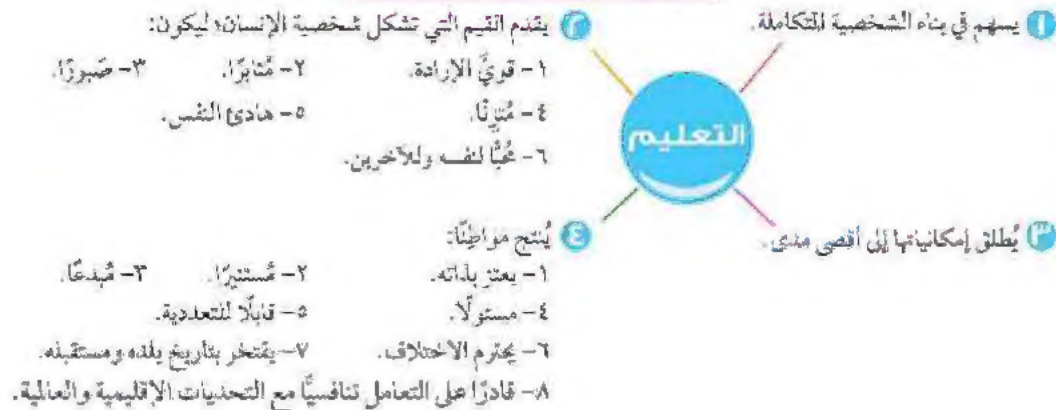 ١ يسهم في بناء الشخصية المتكاملة.
٢ يقدم القيم التي تشكل شخصية الإنسان؛ ليكون:
١- قويَّ الإرادة. ٢- مُثابرًا. ٣- صَبورًا.
٤- مُتزنًا. ٥- هادئ النفس.
٦- مُحبًّا لنفسه وللآخرين.
التعليم
٣ يُطلق إمكانياتها إلى أقصى مدى.
٤ يُنتج مواطِنًا:
١- يعتز بذاته. ٢- مُستنيرًا. ٣- مُبدعًا.
٤- مسئولًا. ٥- قابلًا للتعددية.
٦- يحترم الاختلاف. ٧- يفتخر بتاريخ بلده ومستقبله.
٨- قادرًا على التعامل تنافسيًّا مع التحديات الإقليمية والعالمية.